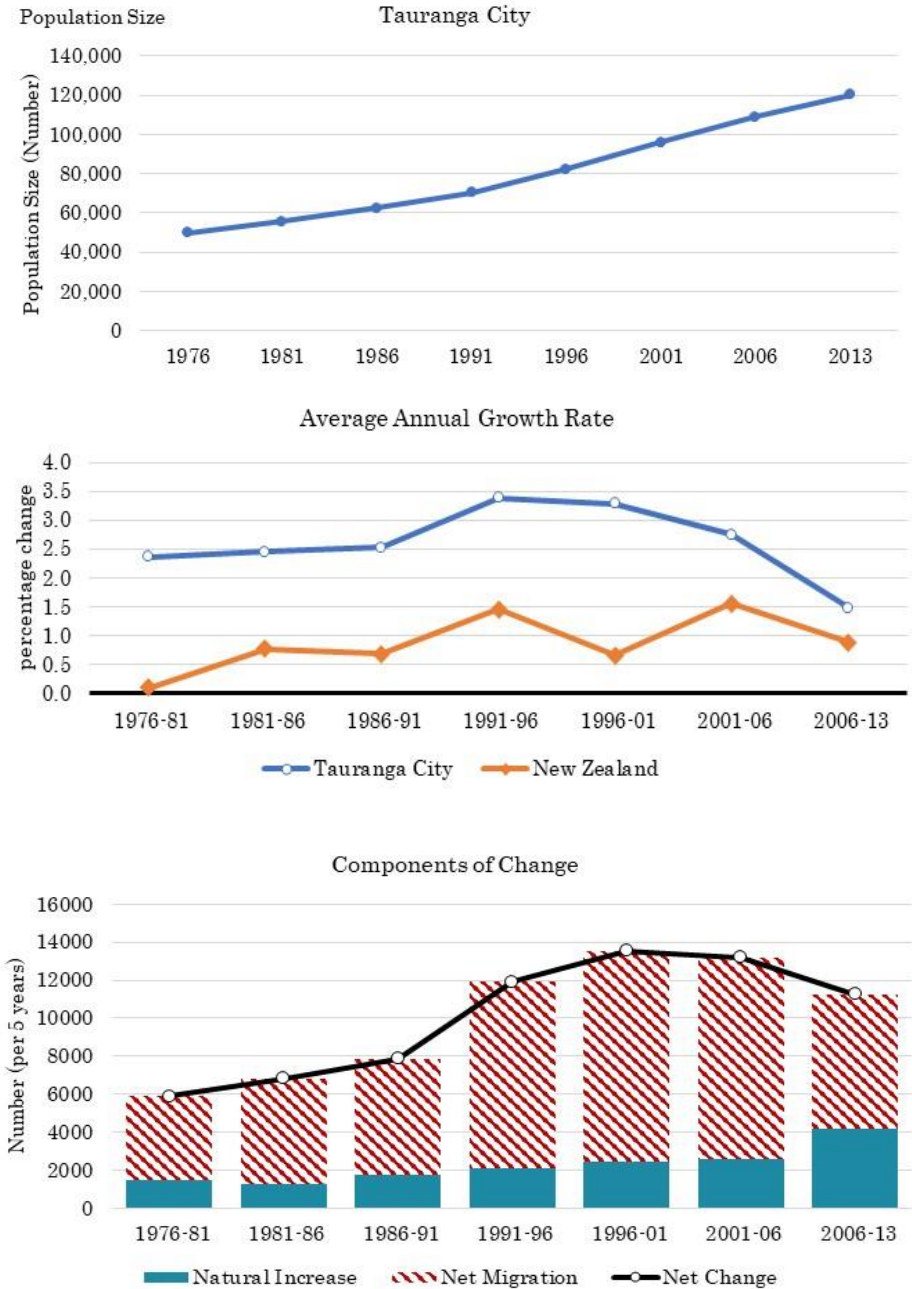 Population Size
Tauranga City
Population Size (Number)
140,000
120,000
100,000
80,000
60,000
40,000
20,000
0
1976 1981 1986 1991 1996 2001 2006 2013
Average Annual Growth Rate
percentage change
4.0
3.5
3.0
2.5
2.0
1.5
1.0
0.5
0.0
1976-81 1981-86 1986-91 1991-96 1996-01 2001-06 2006-13
Tauranga City New Zealand
Components of Change
Number (per 5 years)
16000
14000
12000
10000
8000
6000
4000
2000
0
1976-81 1981-86 1986-91 1991-96 1996-01 2001-06 2006-13
Natural Increase Net Migration Net Change